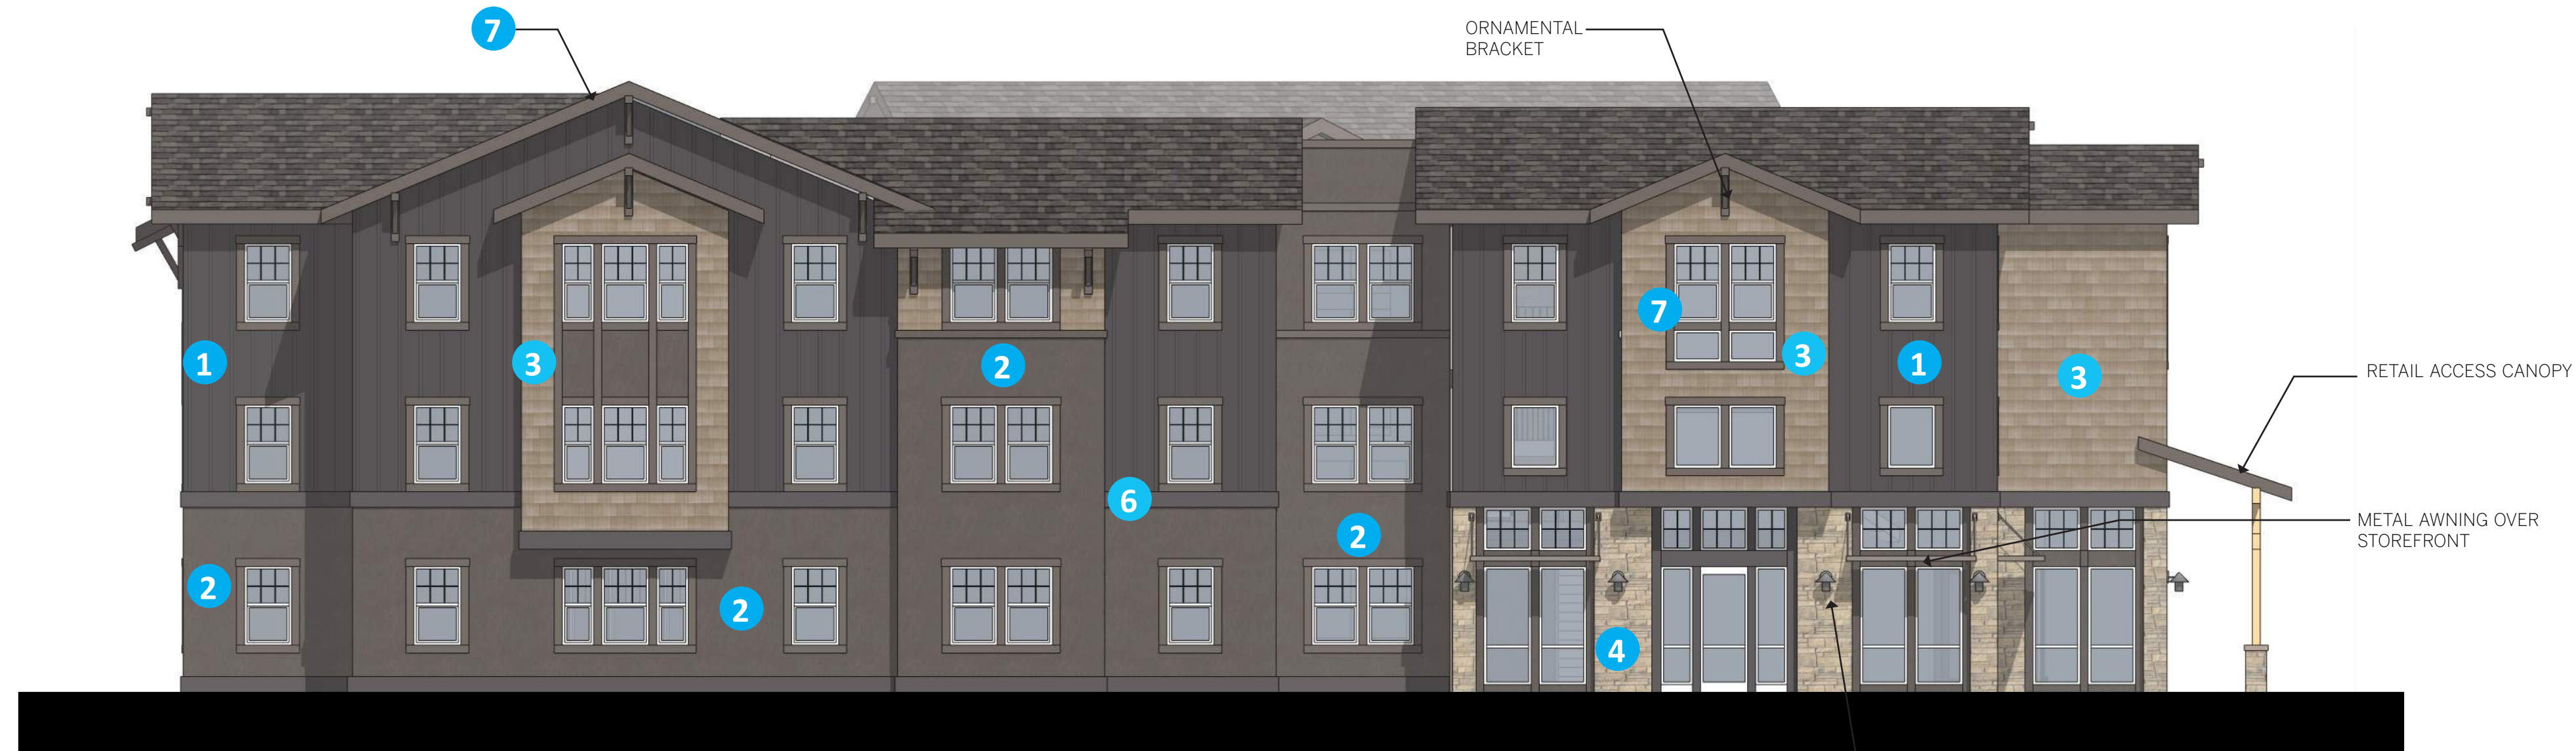 7
ORNAMENTAL
BRACKET
7
3
1
3
2
3
1
RETAIL ACCESS CANOPY
6
2
METAL AWNING OVER
STOREFRONT
2
2
4